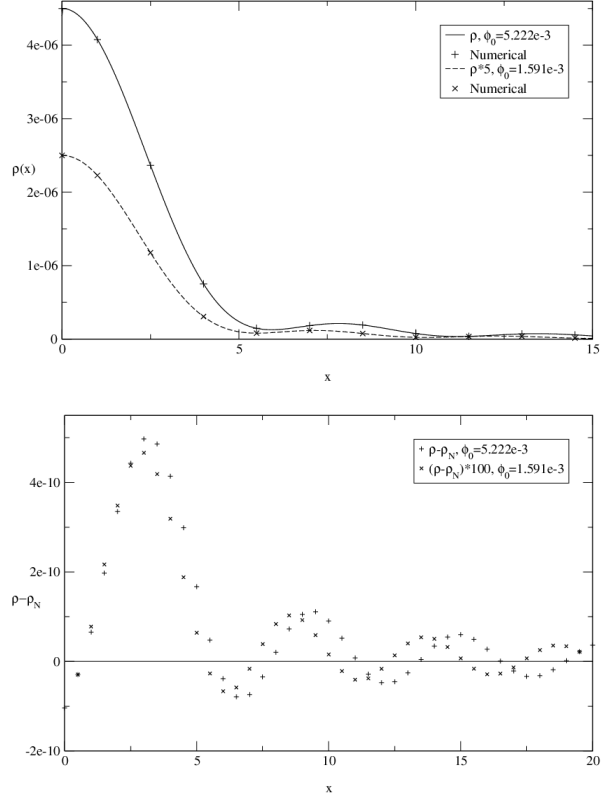 4e-06
3e-06
ρ(x)
2e-06
1e-06
0
0
5
10
15
x
ρ, ϕ₀=5.222e-3
Numerical
ρ*5, ϕ₀=1.591e-3
Numerical
4e-10
2e-10
ρ−ρ_N
0
-2e-10
0
5
10
15
20
x
ρ-ρ_N, ϕ₀=5.222e-3
(ρ-ρ_N)*100, ϕ₀=1.591e-3